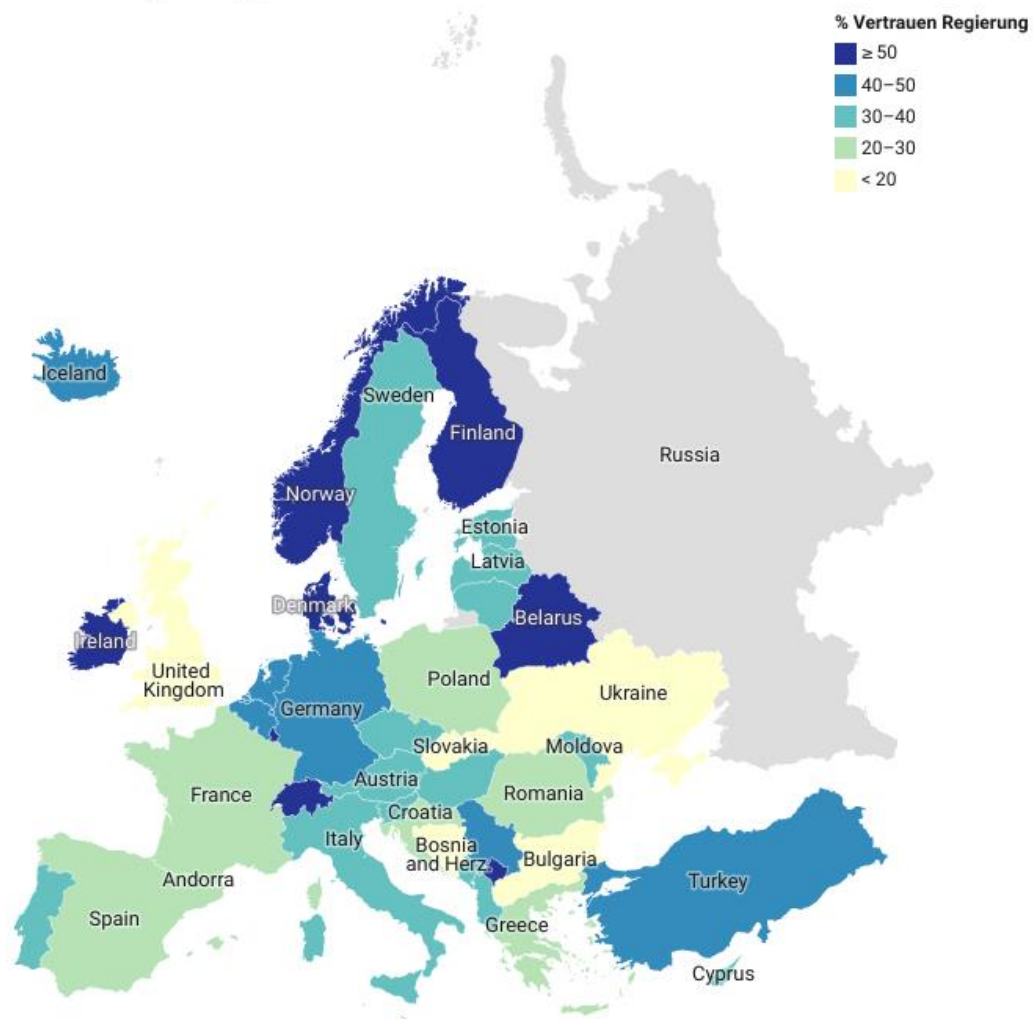 % Vertrauen Regierung
≥ 50
40–50
30–40
20–30
< 20
Iceland
Sweden
Finland
Russia
Norway
Estonia
Latvia
Denmark
Belarus
Ireland
United
Kingdom
Poland
Ukraine
Germany
Slovakia
Moldova
Austria
France
Romania
Croatia
Italy
Bosnia
and Herz.
Bulgaria
Andorra
Turkey
Spain
Greece
Cyprus